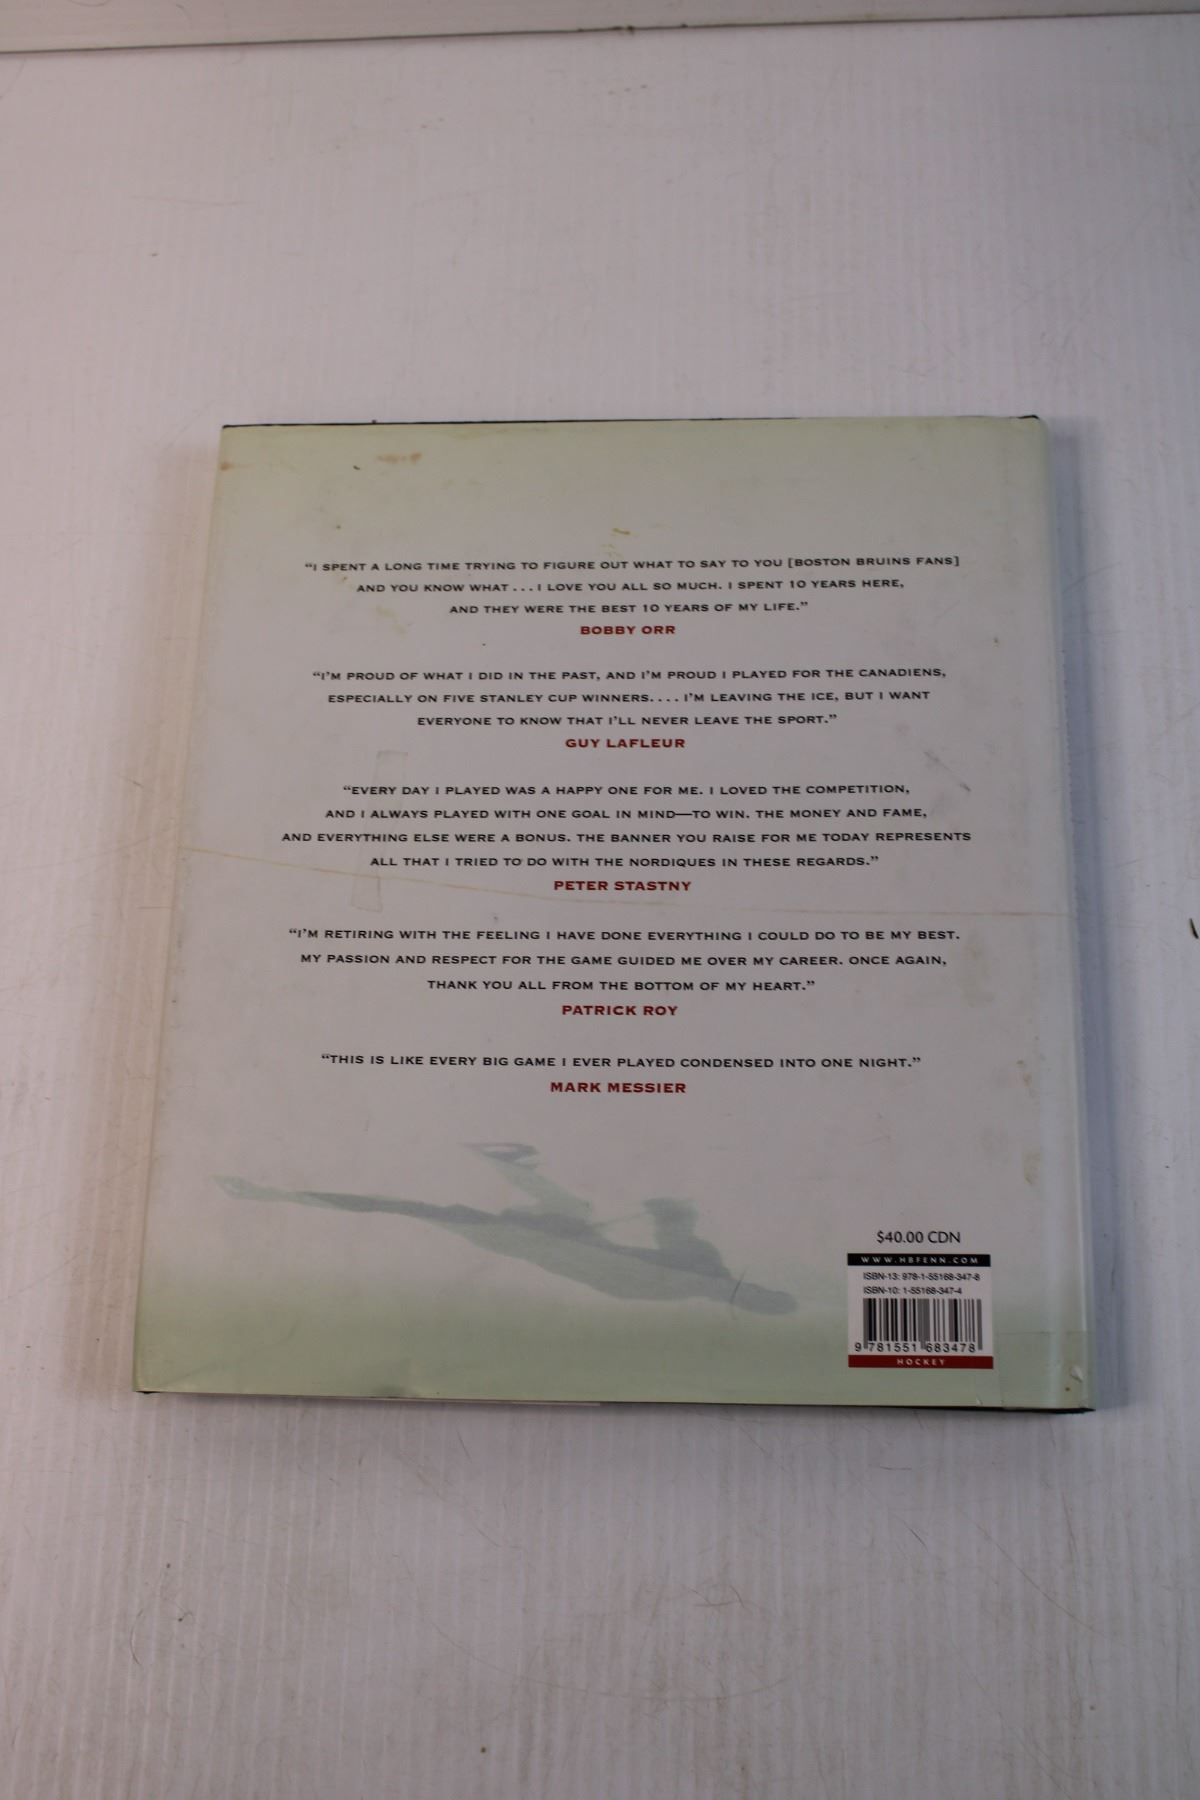 “I SPENT A LONG TIME TRYING TO FIGURE OUT WHAT TO SAY TO YOU [BOSTON BRUINS FANS]
AND YOU KNOW WHAT . . . I LOVE YOU ALL SO MUCH. I SPENT 10 YEARS HERE,
AND THEY WERE THE BEST 10 YEARS OF MY LIFE.”
BOBBY ORR
“I’M PROUD OF WHAT I DID IN THE PAST, AND I’M PROUD I PLAYED FOR THE CANADIENS,
ESPECIALLY ON FIVE STANLEY CUP WINNERS. . . . I’M LEAVING THE ICE, BUT I WANT
EVERYONE TO KNOW THAT I’LL NEVER LEAVE THE SPORT.”
GUY LAFLEUR
“EVERY DAY I PLAYED WAS A HAPPY ONE FOR ME. I LOVED THE COMPETITION,
AND I ALWAYS PLAYED WITH ONE GOAL IN MIND—TO WIN. THE MONEY AND FAME,
AND EVERYTHING ELSE WERE A BONUS. THE BANNER YOU RAISE FOR ME TODAY REPRESENTS
ALL THAT I TRIED TO DO WITH THE NORDIQUES IN THESE REGARDS.”
PETER STASTNY
“I’M RETIRING WITH THE FEELING I HAVE DONE EVERYTHING I COULD DO TO BE MY BEST.
MY PASSION AND RESPECT FOR THE GAME GUIDED ME OVER MY CAREER. ONCE AGAIN,
THANK YOU ALL FROM THE BOTTOM OF MY HEART.”
PATRICK ROY
“THIS IS LIKE EVERY BIG GAME I EVER PLAYED CONDENSED INTO ONE NIGHT.”
MARK MESSIER
$40.00 CDN
WWW.HBFENN.COM
ISBN-13: 978-1-55168-347-8
ISBN-10: 1-55168-347-4
9 781551 683478
HOCKEY